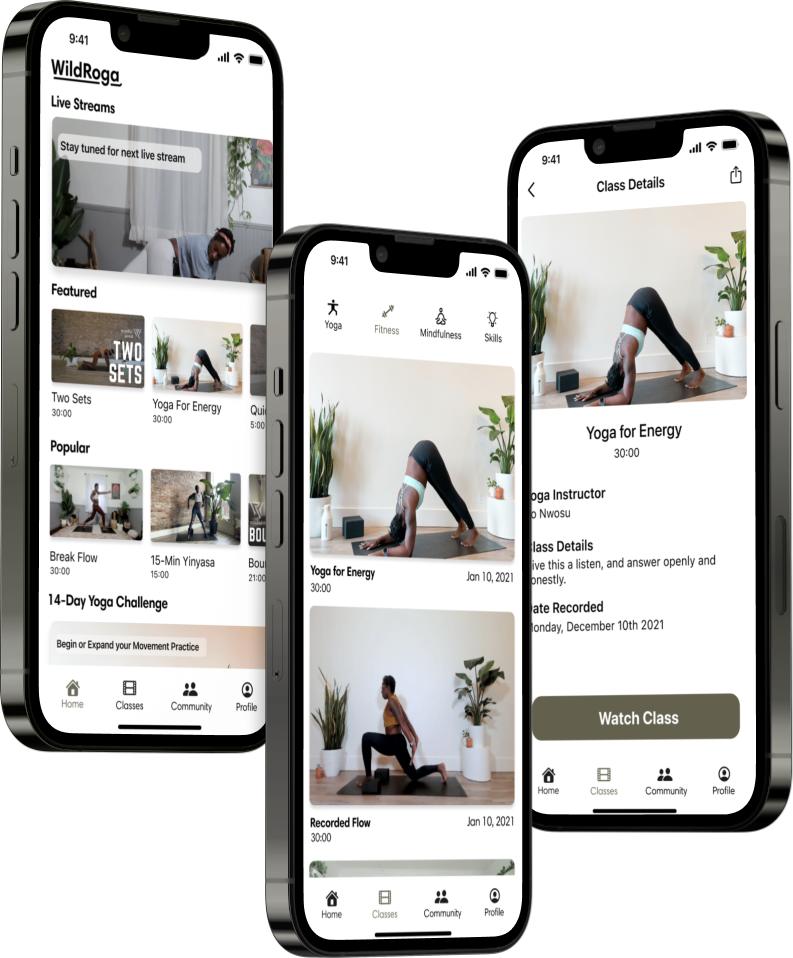 9:41
WildRoga
Live Streams
Stay tuned for next live stream
Featured
TWO
SETS
Two Sets
30:00
Yoga For Energy
30:00
5:00
Popular
Break Flow
30:00
15-Min Yinyasa
15:00
21:00
14-Day Yoga Challenge
Begin or Expand your Movement Practice
Home
Classes
Community
Profile
9:41
Yoga
Fitness
Mindfulness
Skills
Yoga for Energy
Jan 10, 2021
30:00
Recorded Flow
Jan 10, 2021
30:00
Home
Classes
Community
Profile
9:41
Class Details
Yoga for Energy
30:00
oga Instructor
o Nwosu
lass Details
ive this a listen, and answer openly and
onestly.
ate Recorded
onday, December 10th 2021
Watch Class
Home
Classes
Community
Profile